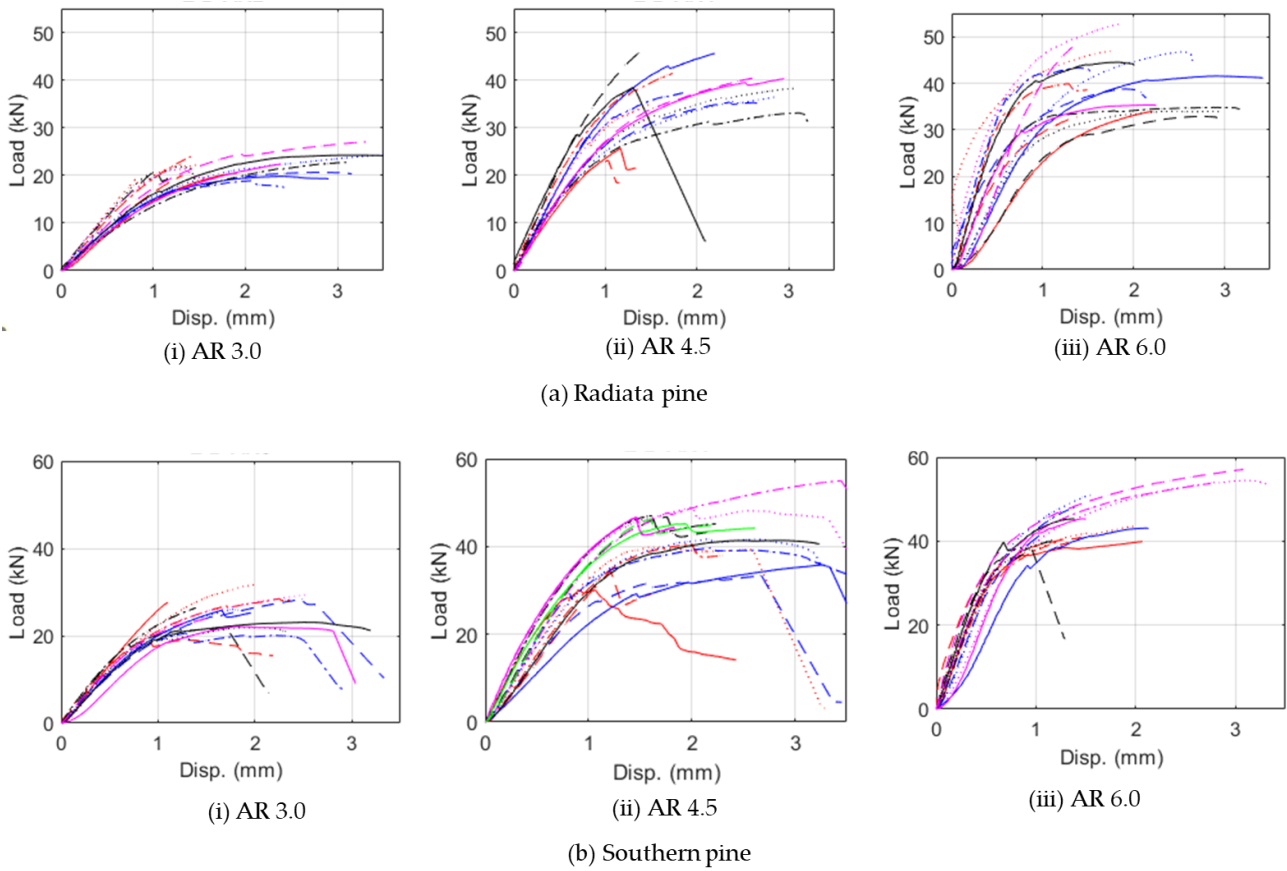 50
40
30
20
10
0
Load (kN)
0 1 2 3
Disp. (mm)
(i) AR 3.0
50
40
30
20
10
0
Load (kN)
0 1 2 3
Disp. (mm)
(ii) AR 4.5
50
40
30
20
10
0
Load (kN)
0 1 2 3
Disp. (mm)
(iii) AR 6.0
(a) Radiata pine
60
40
20
0
Load (kN)
0 1 2 3
Disp. (mm)
(i) AR 3.0
60
40
20
0
Load (kN)
0 1 2 3
Disp. (mm)
(ii) AR 4.5
60
40
20
0
Load (kN)
0 1 2 3
Disp. (mm)
(iii) AR 6.0
(b) Southern pine